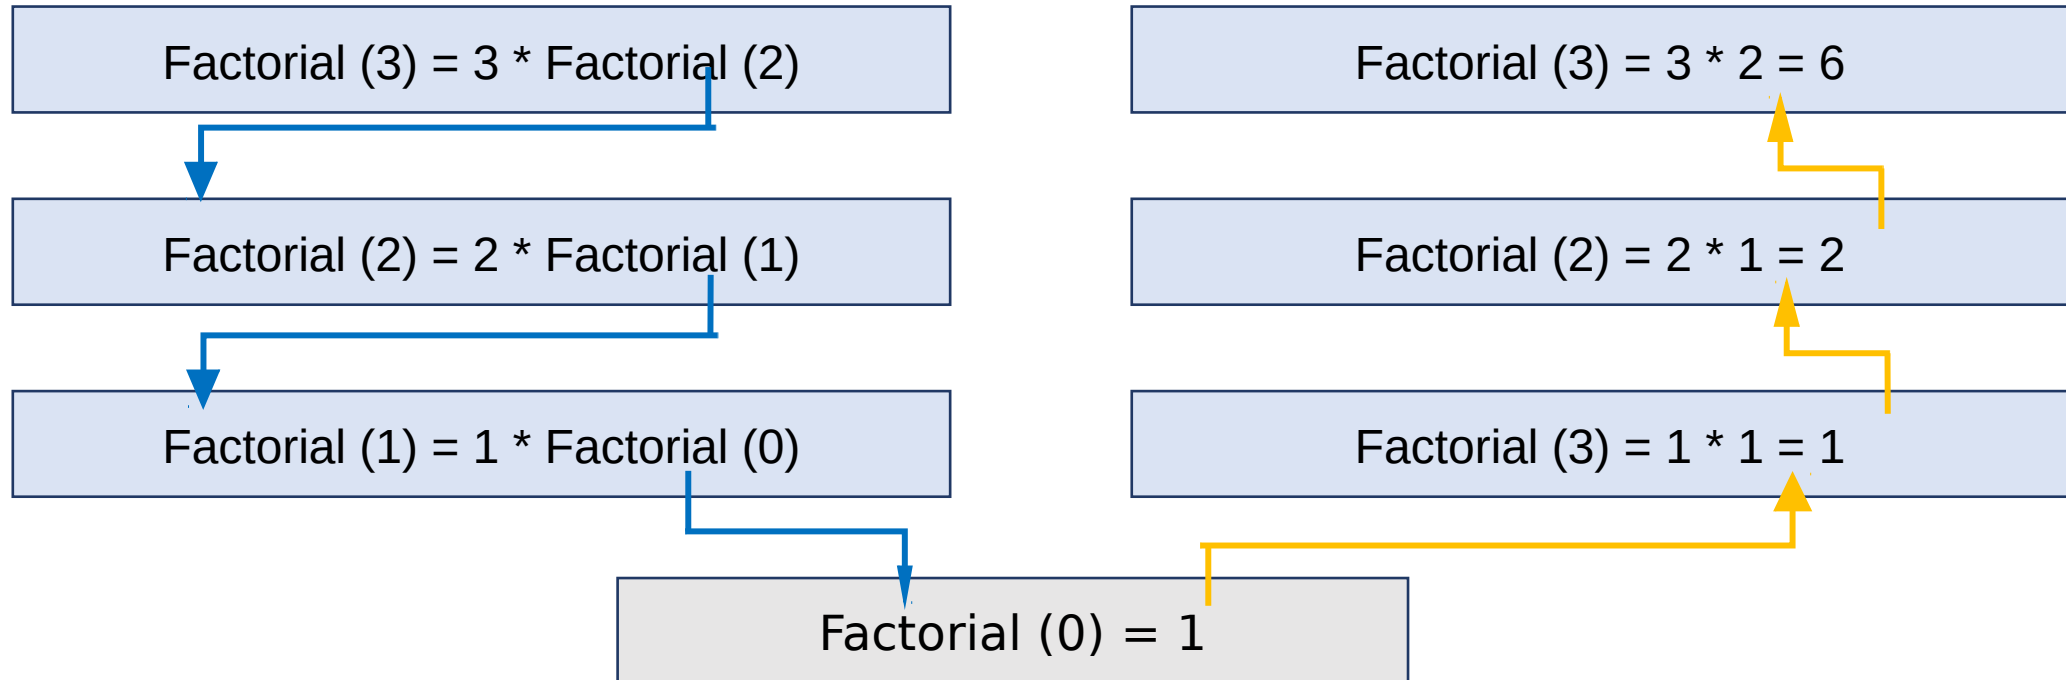 Factorial (3) = 3 * Factorial (2)
Factorial (2) = 2 * Factorial (1)
Factorial (1) = 1 * Factorial (0)
Factorial (0) = 1
Factorial (3) = 1 * 1 = 1
Factorial (2) = 2 * 1 = 2
Factorial (3) = 3 * 2 = 6